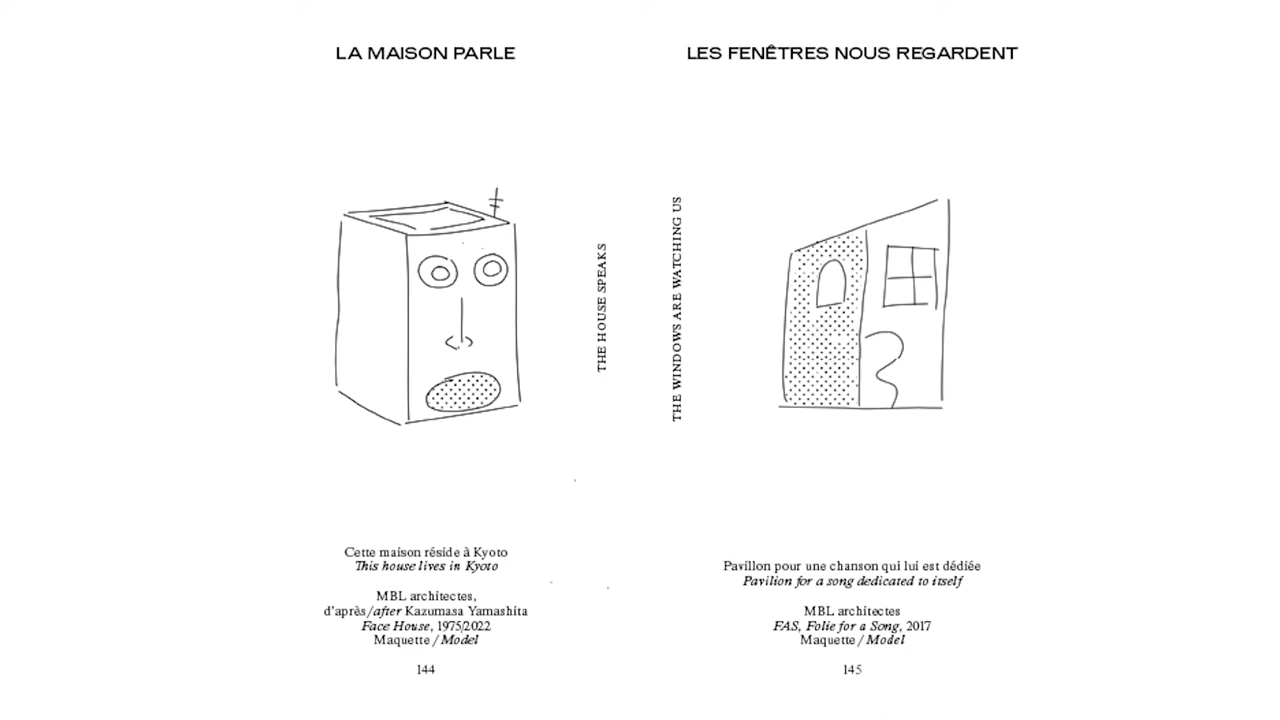 LA MAISON PARLE
THE HOUSE SPEAKS
Cette maison réside à Kyoto
This house lives in Kyoto
MBL architectes,
d'après/after Kazumasa Yamashita
Face House, 1975/2022
Maquette / Model
144
LES FENÊTRES NOUS REGARDENT
THE WINDOWS ARE WATCHING US
Pavillon pour une chanson qui lui est dédiée
Pavilion for a song dedicated to itself
MBL architectes
FAS, Folie for a Song, 2017
Maquette / Model
145